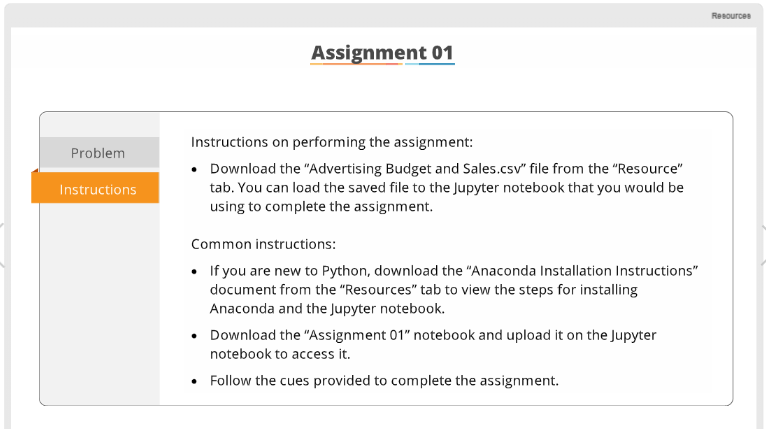 Resources
Assignment 01
Problem
Instructions
Instructions on performing the assignment:
• Download the “Advertising Budget and Sales.csv” file from the “Resource”
tab. You can load the saved file to the Jupyter notebook that you would be
using to complete the assignment.
Common instructions:
• If you are new to Python, download the “Anaconda Installation Instructions”
document from the “Resources” tab to view the steps for installing
Anaconda and the Jupyter notebook.
• Download the “Assignment 01” notebook and upload it on the Jupyter
notebook to access it.
• Follow the cues provided to complete the assignment.